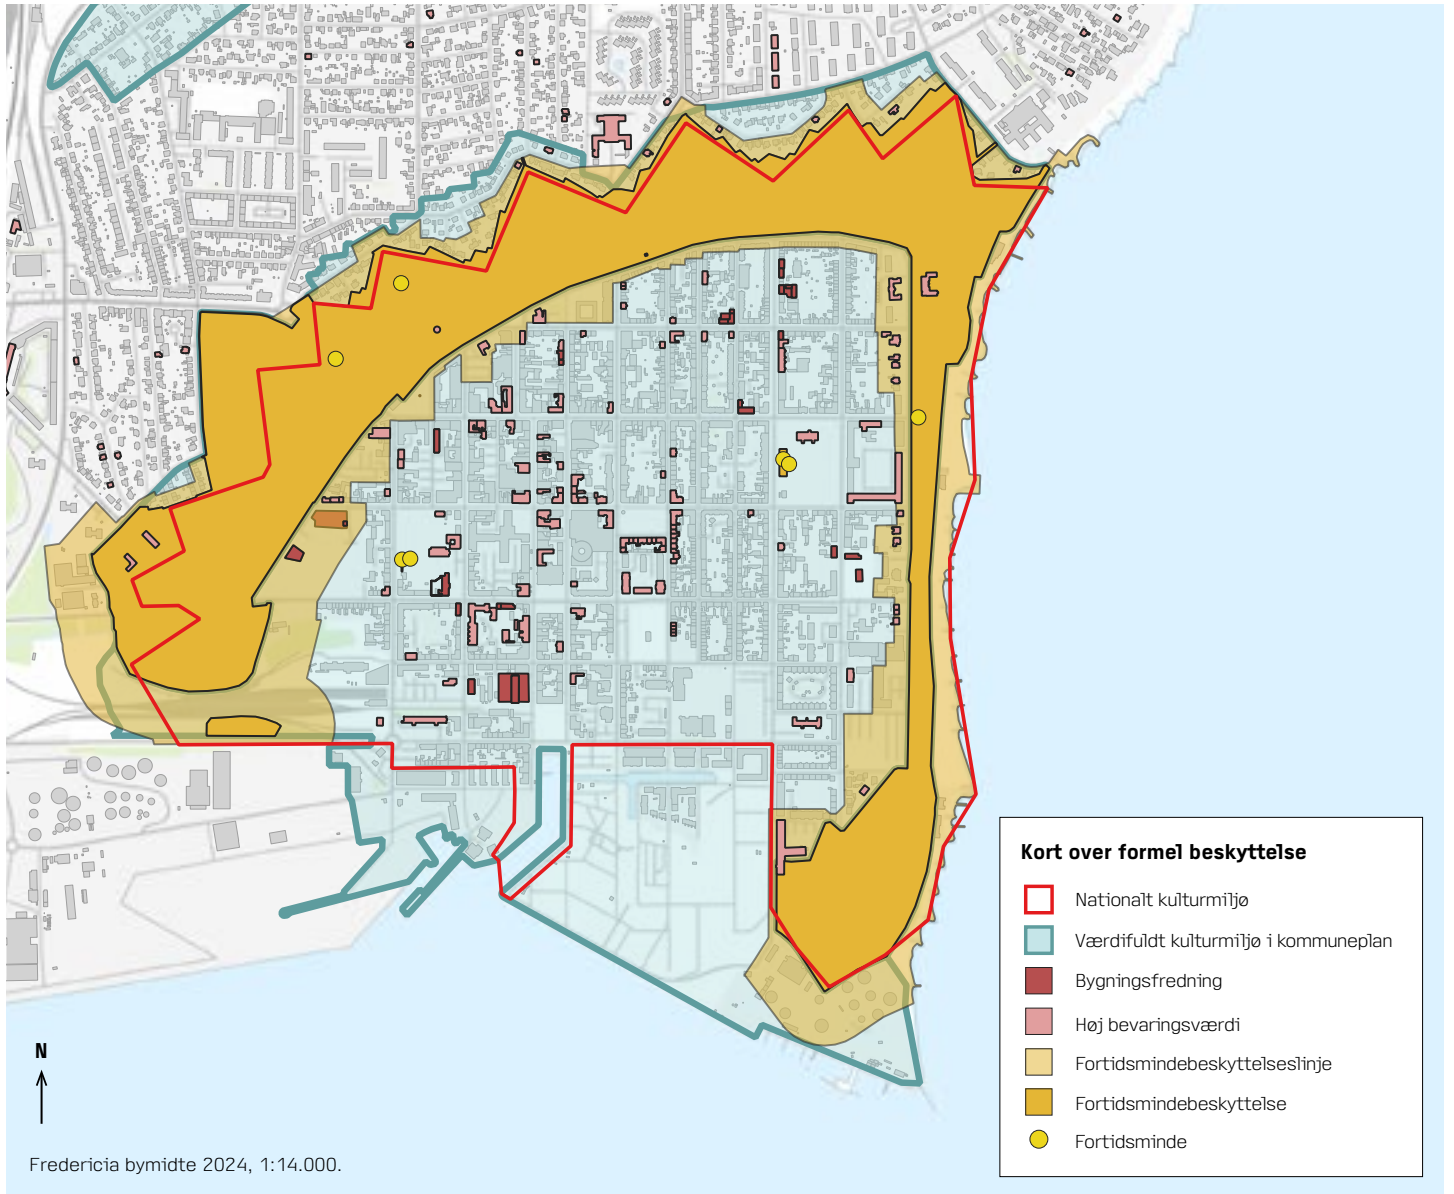 Kort over formel beskyttelse
Nationalt kulturmiljø
Værdifuldt kulturmiljø i kommuneplan
Bygningsfredning
Høj bevaringsværdi
Fortidsmindebeskyttelseslinje
Fortidsmindebeskyttelse
Fortidsminde
N
Fredericia bymidte 2024, 1:14.000.